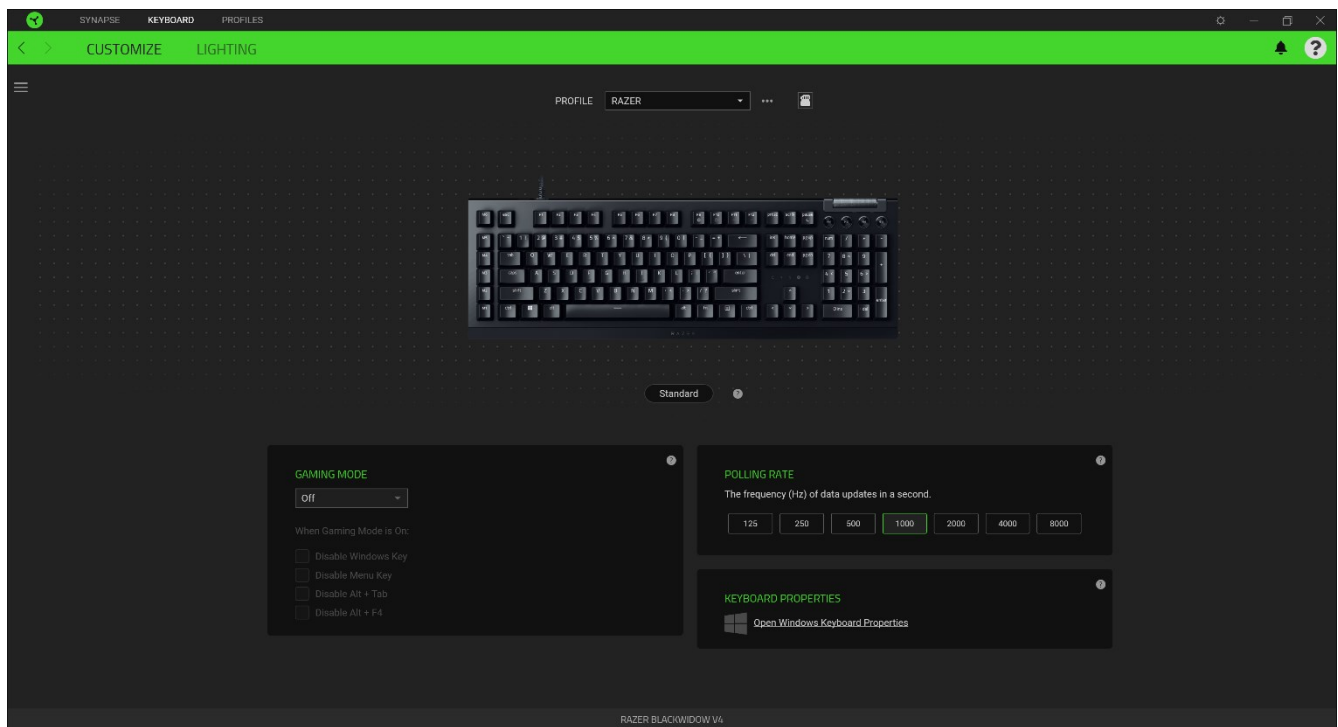 SYNAPSE KEYBOARD PROFILES
CUSTOMIZE LIGHTING
PROFILE RAZER
Standard
GAMING MODE
Off
When Gaming Mode is On:
Disable Windows Key
Disable Menu Key
Disable Alt + Tab
Disable Alt + F4
POLLING RATE
The frequency (Hz) of data updates in a second.
125 250 500 1000 2000 4000 8000
KEYBOARD PROPERTIES
Open Windows Keyboard Properties
RAZER BLACKWIDOW V4